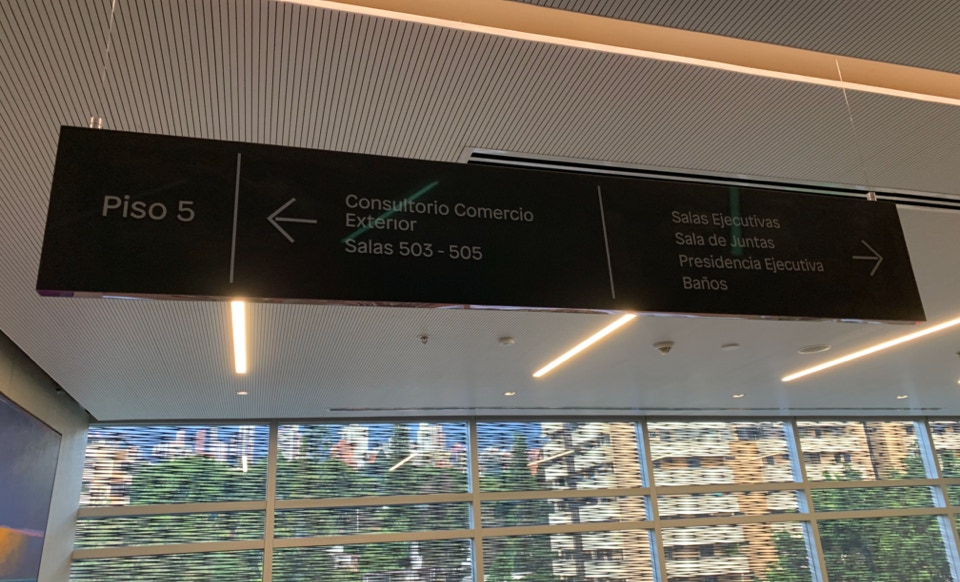 Piso 5
Consultorio Comercio
Exterior
Salas 503 - 505
Salas Ejecutivas
Sala de Juntas
Presidencia Ejecutiva
Baños